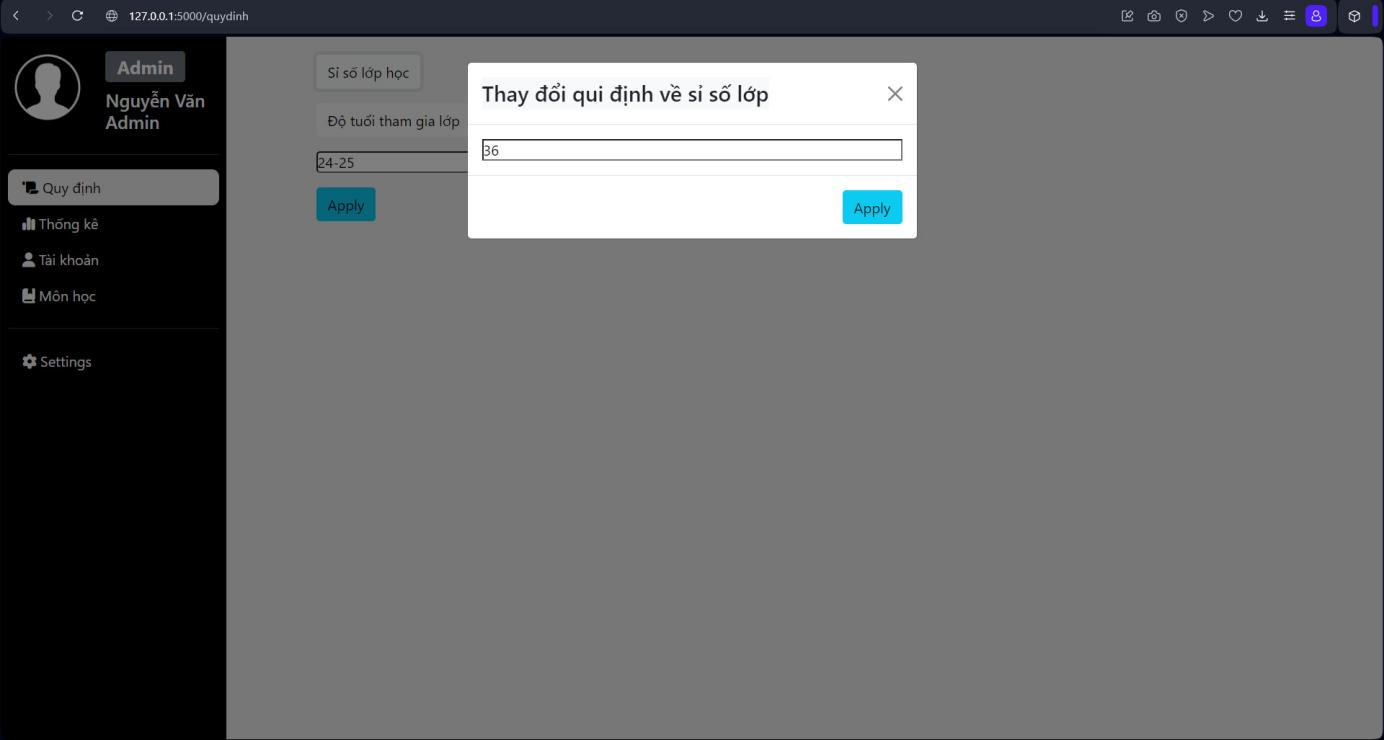 127.0.0.1:5000/quydinh
Admin
Nguyễn Văn
Admin
Quy định
Thống kê
Tài khoản
Môn học
Settings
Sỉ số lớp học
Độ tuổi tham gia lớp
24-25
Apply
Thay đổi qui định về sỉ số lớp
36
Apply